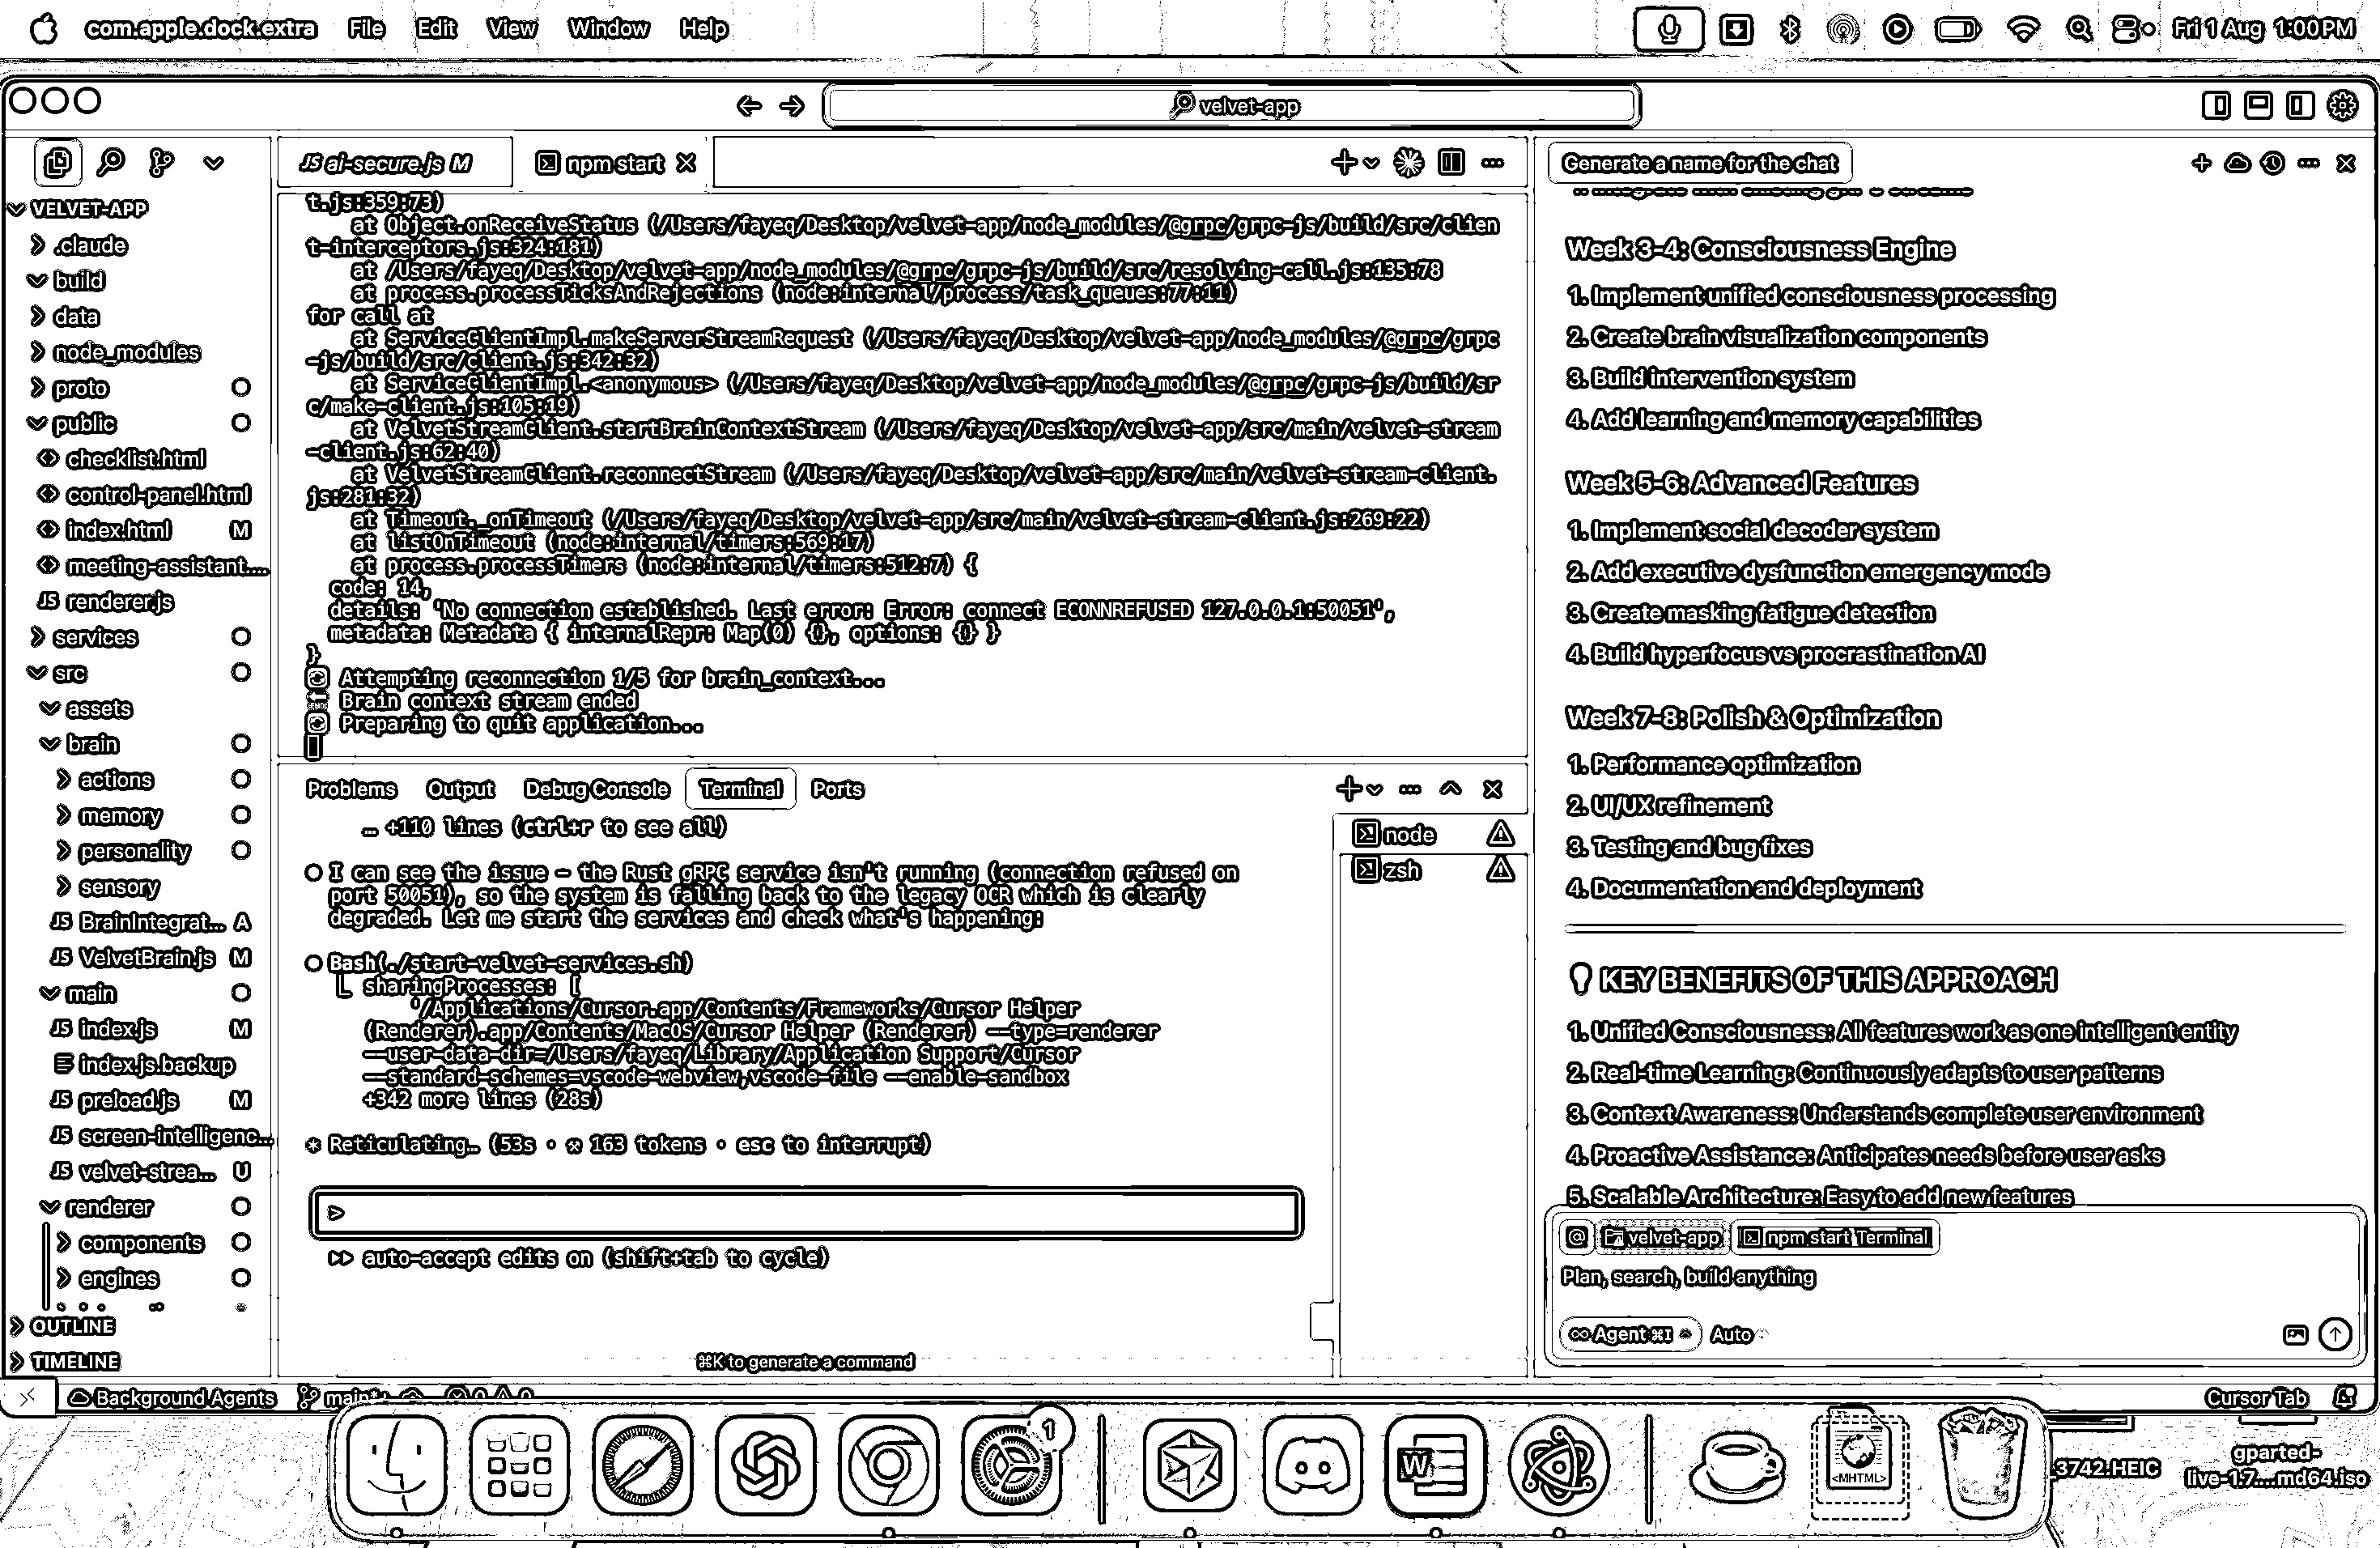 com.apple.dock.extra File Edit View Window Help Fri 1 Aug 1:00 PM
velvet-app
JS ai-secure.js M
npm start
Generate a name for the chat
VELVET-APP
.claude
build
data
node_modules
proto
public
checklist.html
control-panel.html
index.html M
meeting-assistant....
JS renderer.js
services
src
assets
brain
actions
memory
personality
sensory
JS BrainIntegrat... A
JS VelvetBrain.js M
main
JS index.js M
index.js.backup
JS preload.js M
JS screen-intelligenc...
JS velvet-strea... U
renderer
components
engines
OUTLINE
TIMELINE
t.js:359:73)
at Object.onReceiveStatus (/Users/fayeq/Desktop/velvet-app/node_modules/@grpc/grpc-js/build/src/clien
t-interceptors.js:324:181)
at /Users/fayeq/Desktop/velvet-app/node_modules/@grpc/grpc-js/build/src/resolving-call.js:135:78
at process.processTicksAndRejections (node:internal/process/task_queues:77:11)
for call at
at ServiceClientImpl.makeServerStreamRequest (/Users/fayeq/Desktop/velvet-app/node_modules/@grpc/grpc
-js/build/src/client.js:342:32)
at ServiceClientImpl.<anonymous> (/Users/fayeq/Desktop/velvet-app/node_modules/@grpc/grpc-js/build/sr
c/make-client.js:105:19)
at VelvetStreamClient.startBrainContextStream (/Users/fayeq/Desktop/velvet-app/src/main/velvet-stream
-client.js:62:40)
at VelvetStreamClient.reconnectStream (/Users/fayeq/Desktop/velvet-app/src/main/velvet-stream-client.
js:281:32)
at Timeout._onTimeout (/Users/fayeq/Desktop/velvet-app/src/main/velvet-stream-client.js:269:22)
at listOnTimeout (node:internal/timers:569:17)
at process.processTimers (node:internal/timers:512:7) {
code: 14,
details: 'No connection established. Last error: Error: connect ECONNREFUSED 127.0.0.1:50051',
metadata: Metadata { internalRepr: Map(0) {}, options: {} }
}
Attempting reconnection 1/5 for brain_context...
Brain context stream ended
Preparing to quit application...
Problems Output Debug Console Terminal Ports
… +110 lines (ctrl+r to see all)
I can see the issue - the Rust gRPC service isn't running (connection refused on
port 50051), so the system is falling back to the legacy OCR which is clearly
degraded. Let me start the services and check what's happening:
Bash(./start-velvet-services.sh)
sharingProcesses: [
'/Applications/Cursor.app/Contents/Frameworks/Cursor Helper
(Renderer).app/Contents/MacOS/Cursor Helper (Renderer) --type=renderer
--user-data-dir=/Users/fayeq/Library/Application Support/Cursor
--standard-schemes=vscode-webview,vscode-file --enable-sandbox
+342 more lines (28s)
* Reticulating… (53s • 163 tokens • esc to interrupt)
>
auto-accept edits on (shift+tab to cycle)
⌘K to generate a command
node
zsh
Week 3-4: Consciousness Engine
1. Implement unified consciousness processing
2. Create brain visualization components
3. Build intervention system
4. Add learning and memory capabilities
Week 5-6: Advanced Features
1. Implement social decoder system
2. Add executive dysfunction emergency mode
3. Create masking fatigue detection
4. Build hyperfocus vs procrastination AI
Week 7-8: Polish & Optimization
1. Performance optimization
2. UI/UX refinement
3. Testing and bug fixes
4. Documentation and deployment
KEY BENEFITS OF THIS APPROACH
1. Unified Consciousness: All features work as one intelligent entity
2. Real-time Learning: Continuously adapts to user patterns
3. Context Awareness: Understands complete user environment
4. Proactive Assistance: Anticipates needs before user asks
5. Scalable Architecture: Easy to add new features
@ velvet-app npm start Terminal
Plan, search, build anything
∞ Agent ⌘I Auto
Background Agents main*
Cursor Tab
1
W
<MHTML>
3742.HEIC
gparted-
live-1.7....md64.iso